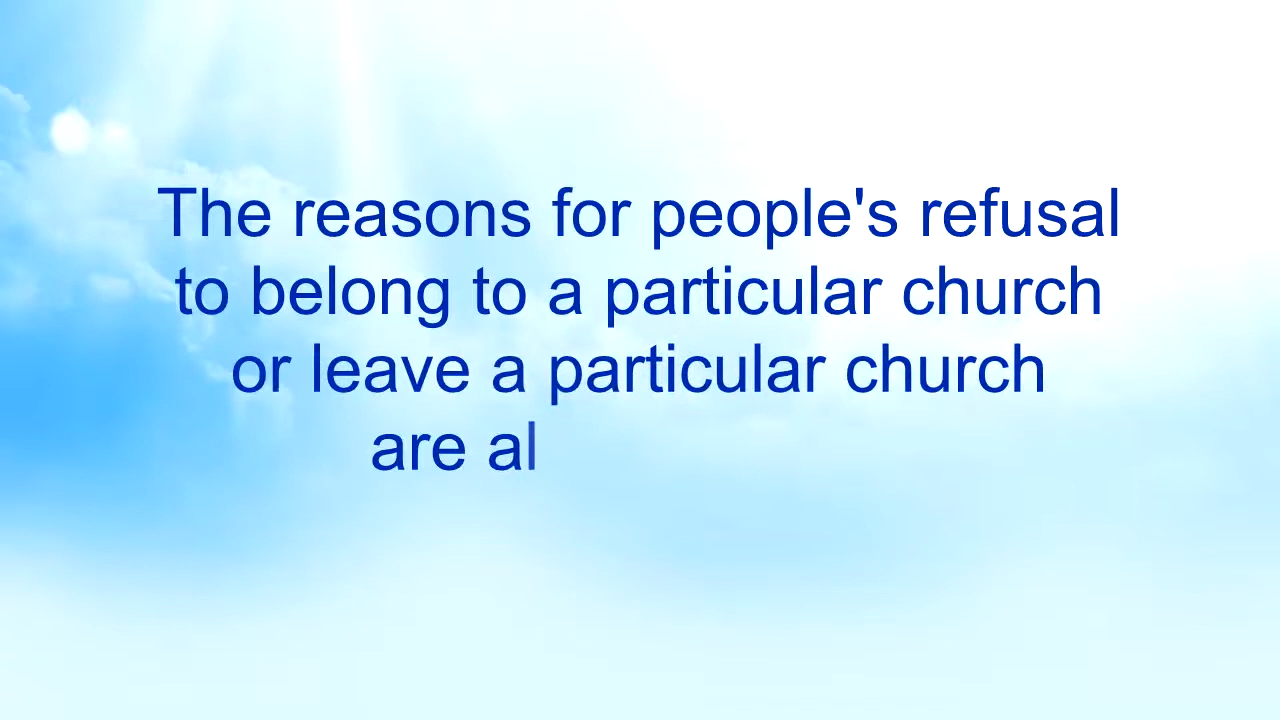 The reasons for people's refusal
to belong to a particular church
or leave a particular church
are al